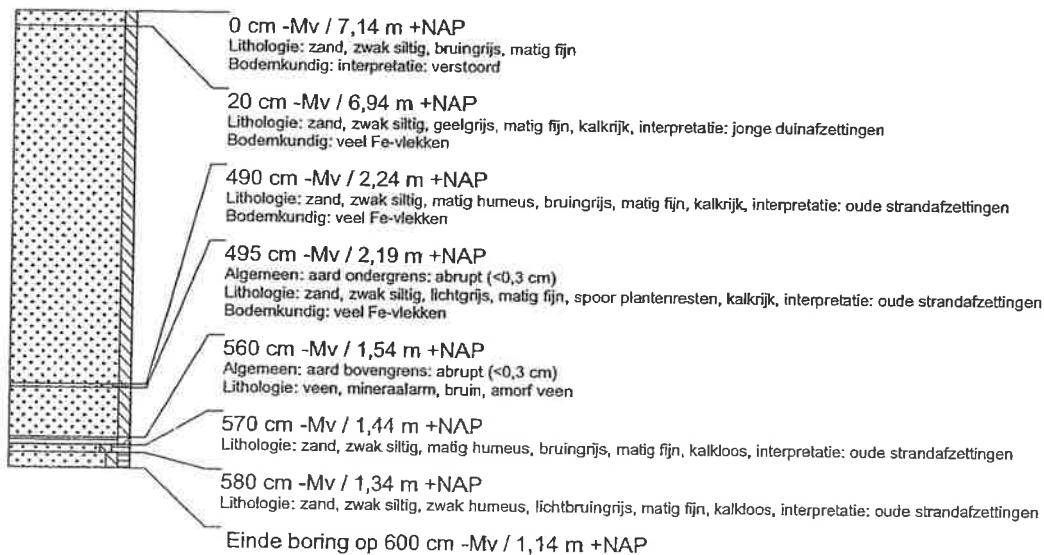 0 cm -Mv / 7,14 m +NAP
Lithologie: zand, zwak siltig, bruingrijs, matig fijn
Bodemkundig: interpretatie: verstoord
20 cm -Mv / 6,94 m +NAP
Lithologie: zand, zwak siltig, geelgrijs, matig fijn, kalkrijk, interpretatie: jonge duinafzettingen
Bodemkundig: veel Fe-vlekken
490 cm -Mv / 2,24 m +NAP
Lithologie: zand, zwak siltig, matig humeus, bruingrijs, matig fijn, kalkrijk, interpretatie: oude strandafzettingen
Bodemkundig: veel Fe-vlekken
495 cm -Mv / 2,19 m +NAP
Algemeen: aard ondergrens: abrupt (<0,3 cm)
Lithologie: zand, zwak siltig, lichtgrijs, matig fijn, spoor plantenresten, kalkrijk, interpretatie: oude strandafzettingen
Bodemkundig: veel Fe-vlekken
560 cm -Mv / 1,54 m +NAP
Algemeen: aard bovengrens: abrupt (<0,3 cm)
Lithologie: veen, mineraalarm, bruin, amorf veen
570 cm -Mv / 1,44 m +NAP
Lithologie: zand, zwak siltig, matig humeus, bruingrijs, matig fijn, kalkloos, interpretatie: oude strandafzettingen
580 cm -Mv / 1,34 m +NAP
Lithologie: zand, zwak siltig, zwak humeus, lichtbruingrijs, matig fijn, kalkloos, interpretatie: oude strandafzettingen
Einde boring op 600 cm -Mv / 1,14 m +NAP